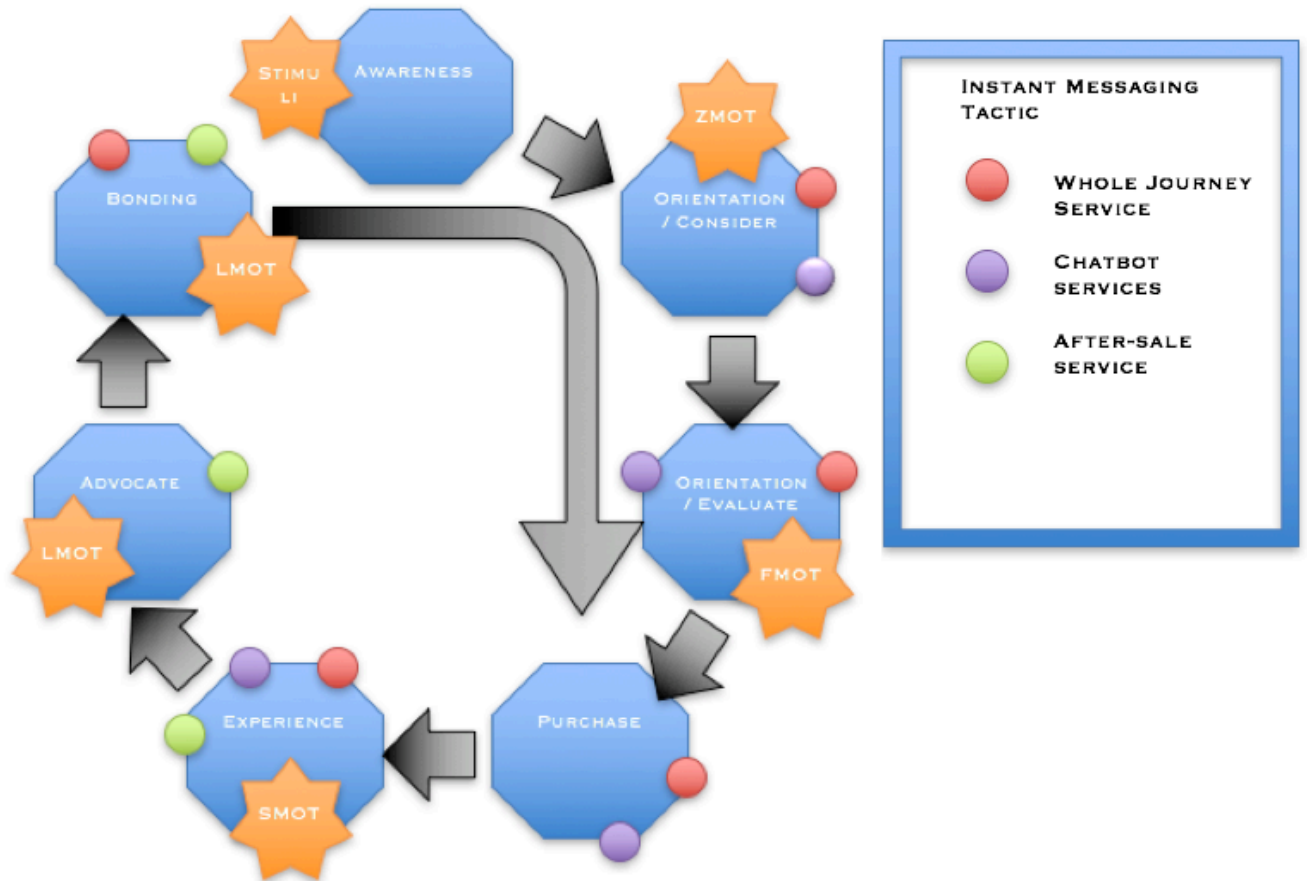 STIMU
LI
AWARENESS
ZMOT
ORIENTATION
/ CONSIDER
BONDING
LMOT
ORIENTATION
/ EVALUATE
FMOT
ADVOCATE
LMOT
PURCHASE
EXPERIENCE
SMOT
INSTANT MESSAGING
TACTIC
WHOLE JOURNEY
SERVICE
CHATBOT
SERVICES
AFTER-SALE
SERVICE